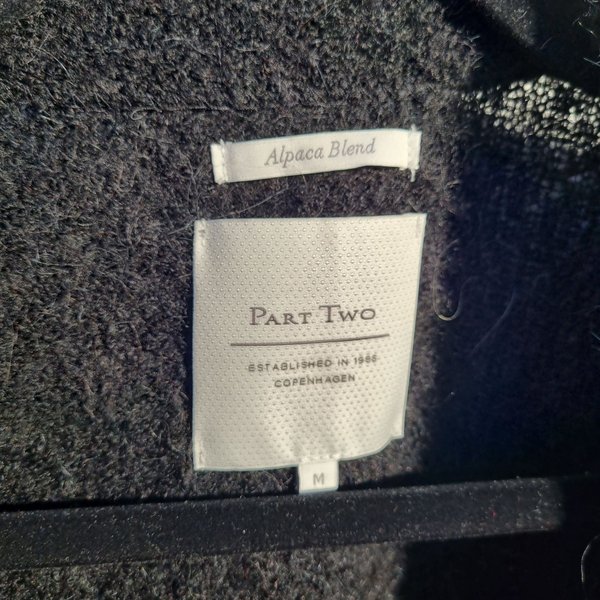 Alpaca Blend
PART TWO
ESTABLISHED IN 1986
COPENHAGEN
M